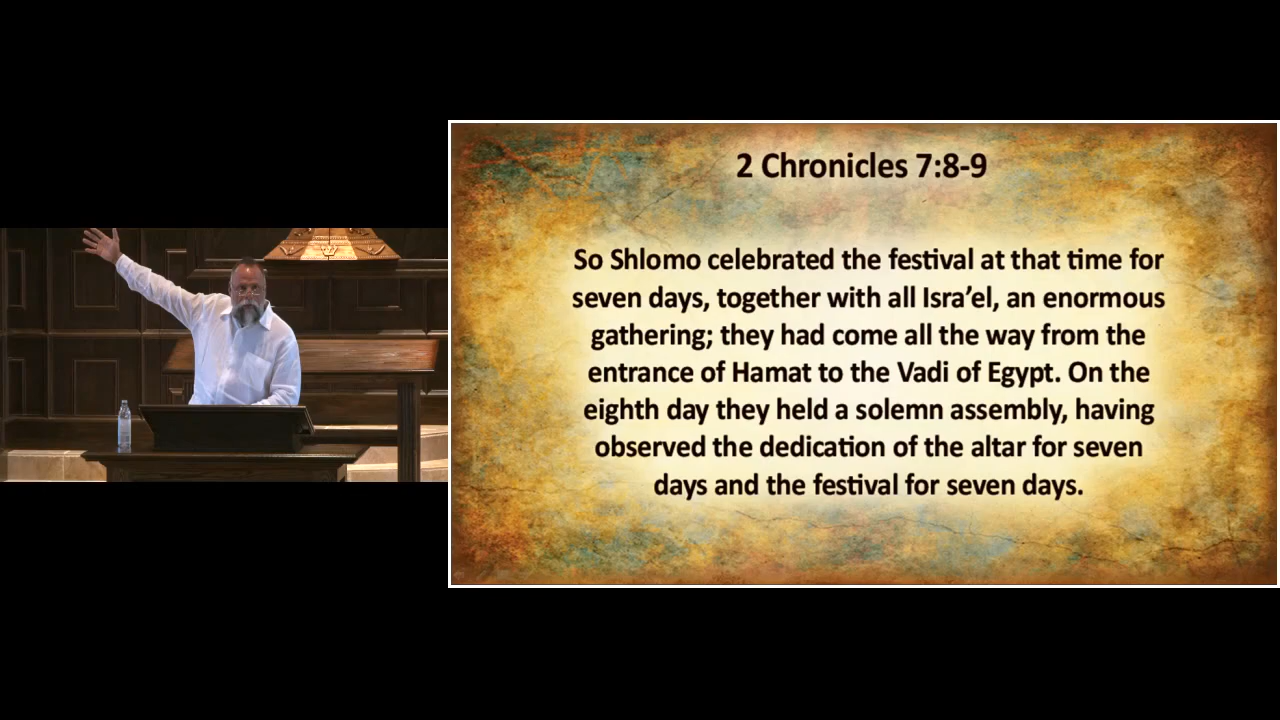 2 Chronicles 7:8-9
So Shlomo celebrated the festival at that time for
seven days, together with all Isra’el, an enormous
gathering; they had come all the way from the
entrance of Hamat to the Vadi of Egypt. On the
eighth day they held a solemn assembly, having
observed the dedication of the altar for seven
days and the festival for seven days.